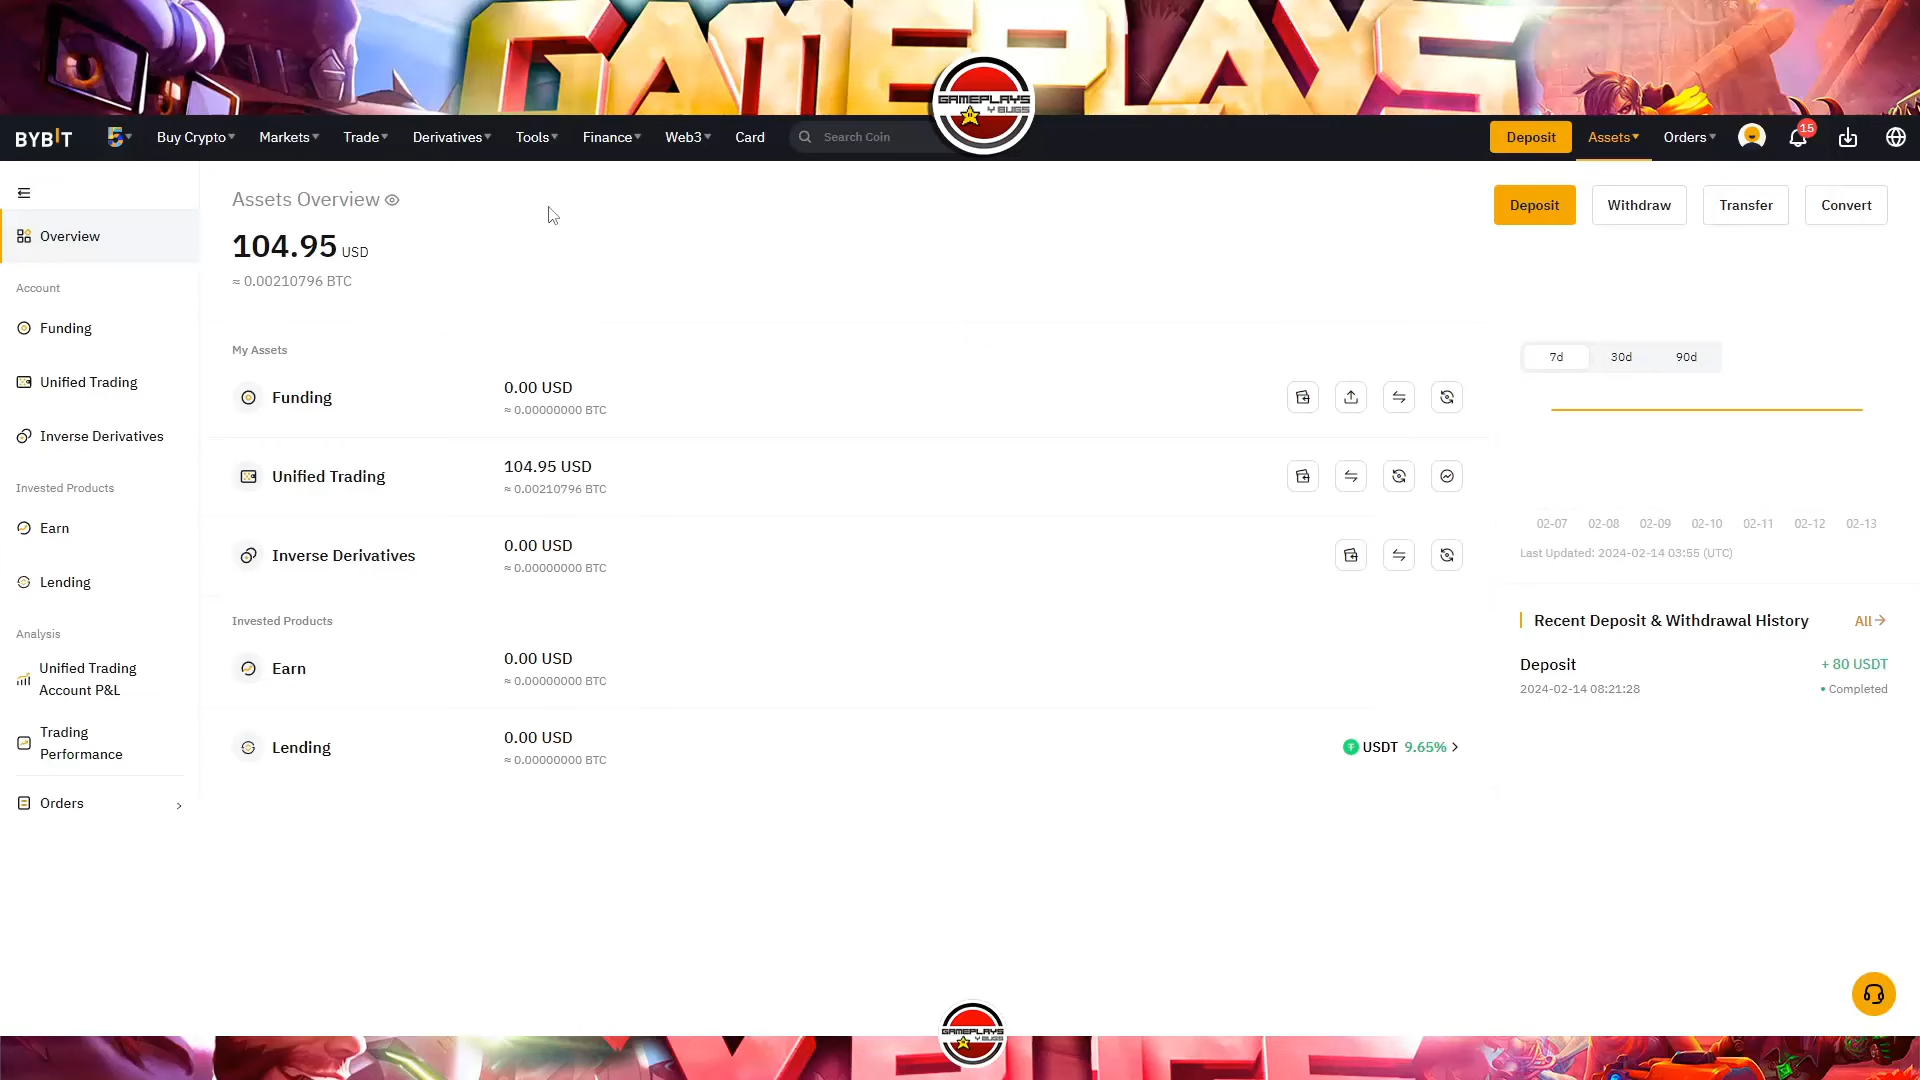 GAMEPLAYS
GAMEPLAYS
Y BUGS
BYBIT
Buy Crypto
Markets
Trade
Derivatives
Tools
Finance
Web3
Card
Search Coin
Deposit
Assets
Orders
15
Overview
Account
Funding
Unified Trading
Inverse Derivatives
Invested Products
Earn
Lending
Analysis
Unified Trading
Account P&L
Trading
Performance
Orders
Assets Overview
104.95 USD
≈ 0.00210796 BTC
Deposit
Withdraw
Transfer
Convert
My Assets
Funding
0.00 USD
≈ 0.00000000 BTC
Unified Trading
104.95 USD
≈ 0.00210796 BTC
Inverse Derivatives
0.00 USD
≈ 0.00000000 BTC
Invested Products
Earn
0.00 USD
≈ 0.00000000 BTC
Lending
0.00 USD
≈ 0.00000000 BTC
USDT 9.65%
7d
30d
90d
02-07 02-08 02-09 02-10 02-11 02-12 02-13
Last Updated: 2024-02-14 03:55 (UTC)
Recent Deposit & Withdrawal History
All
Deposit
+ 80 USDT
2024-02-14 08:21:28
Completed
GAMEPLAYS
Y BUGS